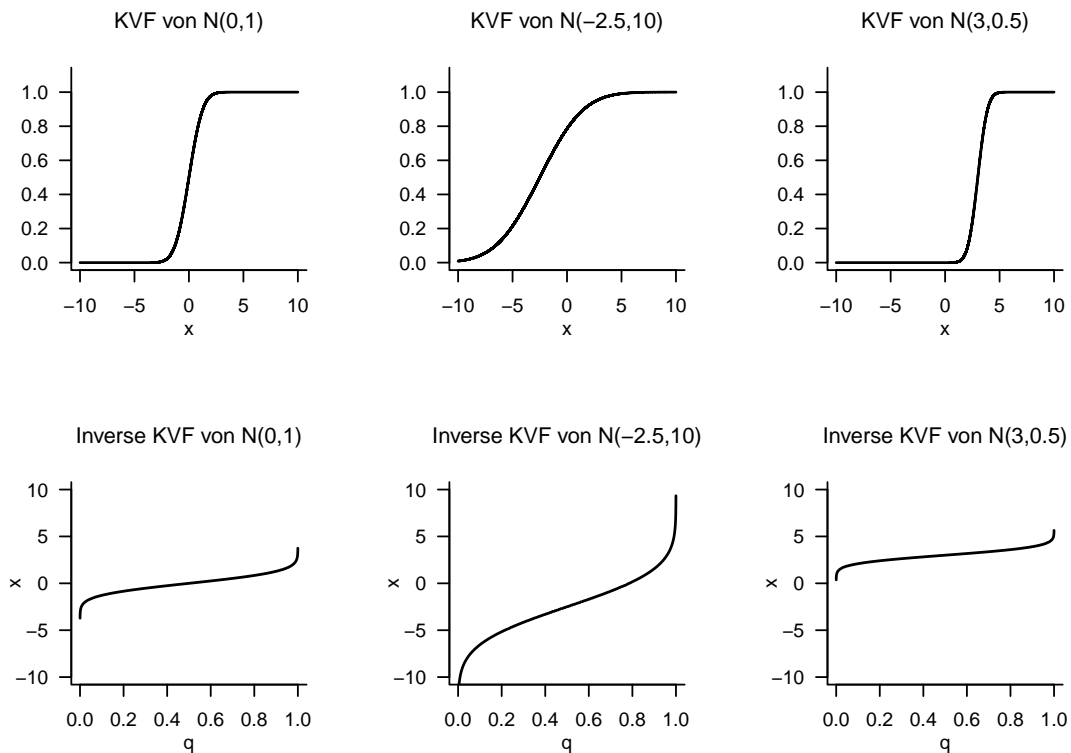 KVF von N(0,1)
1.0
0.8
0.6
0.4
0.2
0.0
−10 −5 0 5 10
x
KVF von N(−2.5,10)
1.0
0.8
0.6
0.4
0.2
0.0
−10 −5 0 5 10
x
KVF von N(3,0.5)
1.0
0.8
0.6
0.4
0.2
0.0
−10 −5 0 5 10
x
Inverse KVF von N(0,1)
10
5
x 0
−5
−10
0.0 0.2 0.4 0.6 0.8 1.0
q
Inverse KVF von N(−2.5,10)
10
5
x 0
−5
−10
0.0 0.2 0.4 0.6 0.8 1.0
q
Inverse KVF von N(3,0.5)
10
5
x 0
−5
−10
0.0 0.2 0.4 0.6 0.8 1.0
q